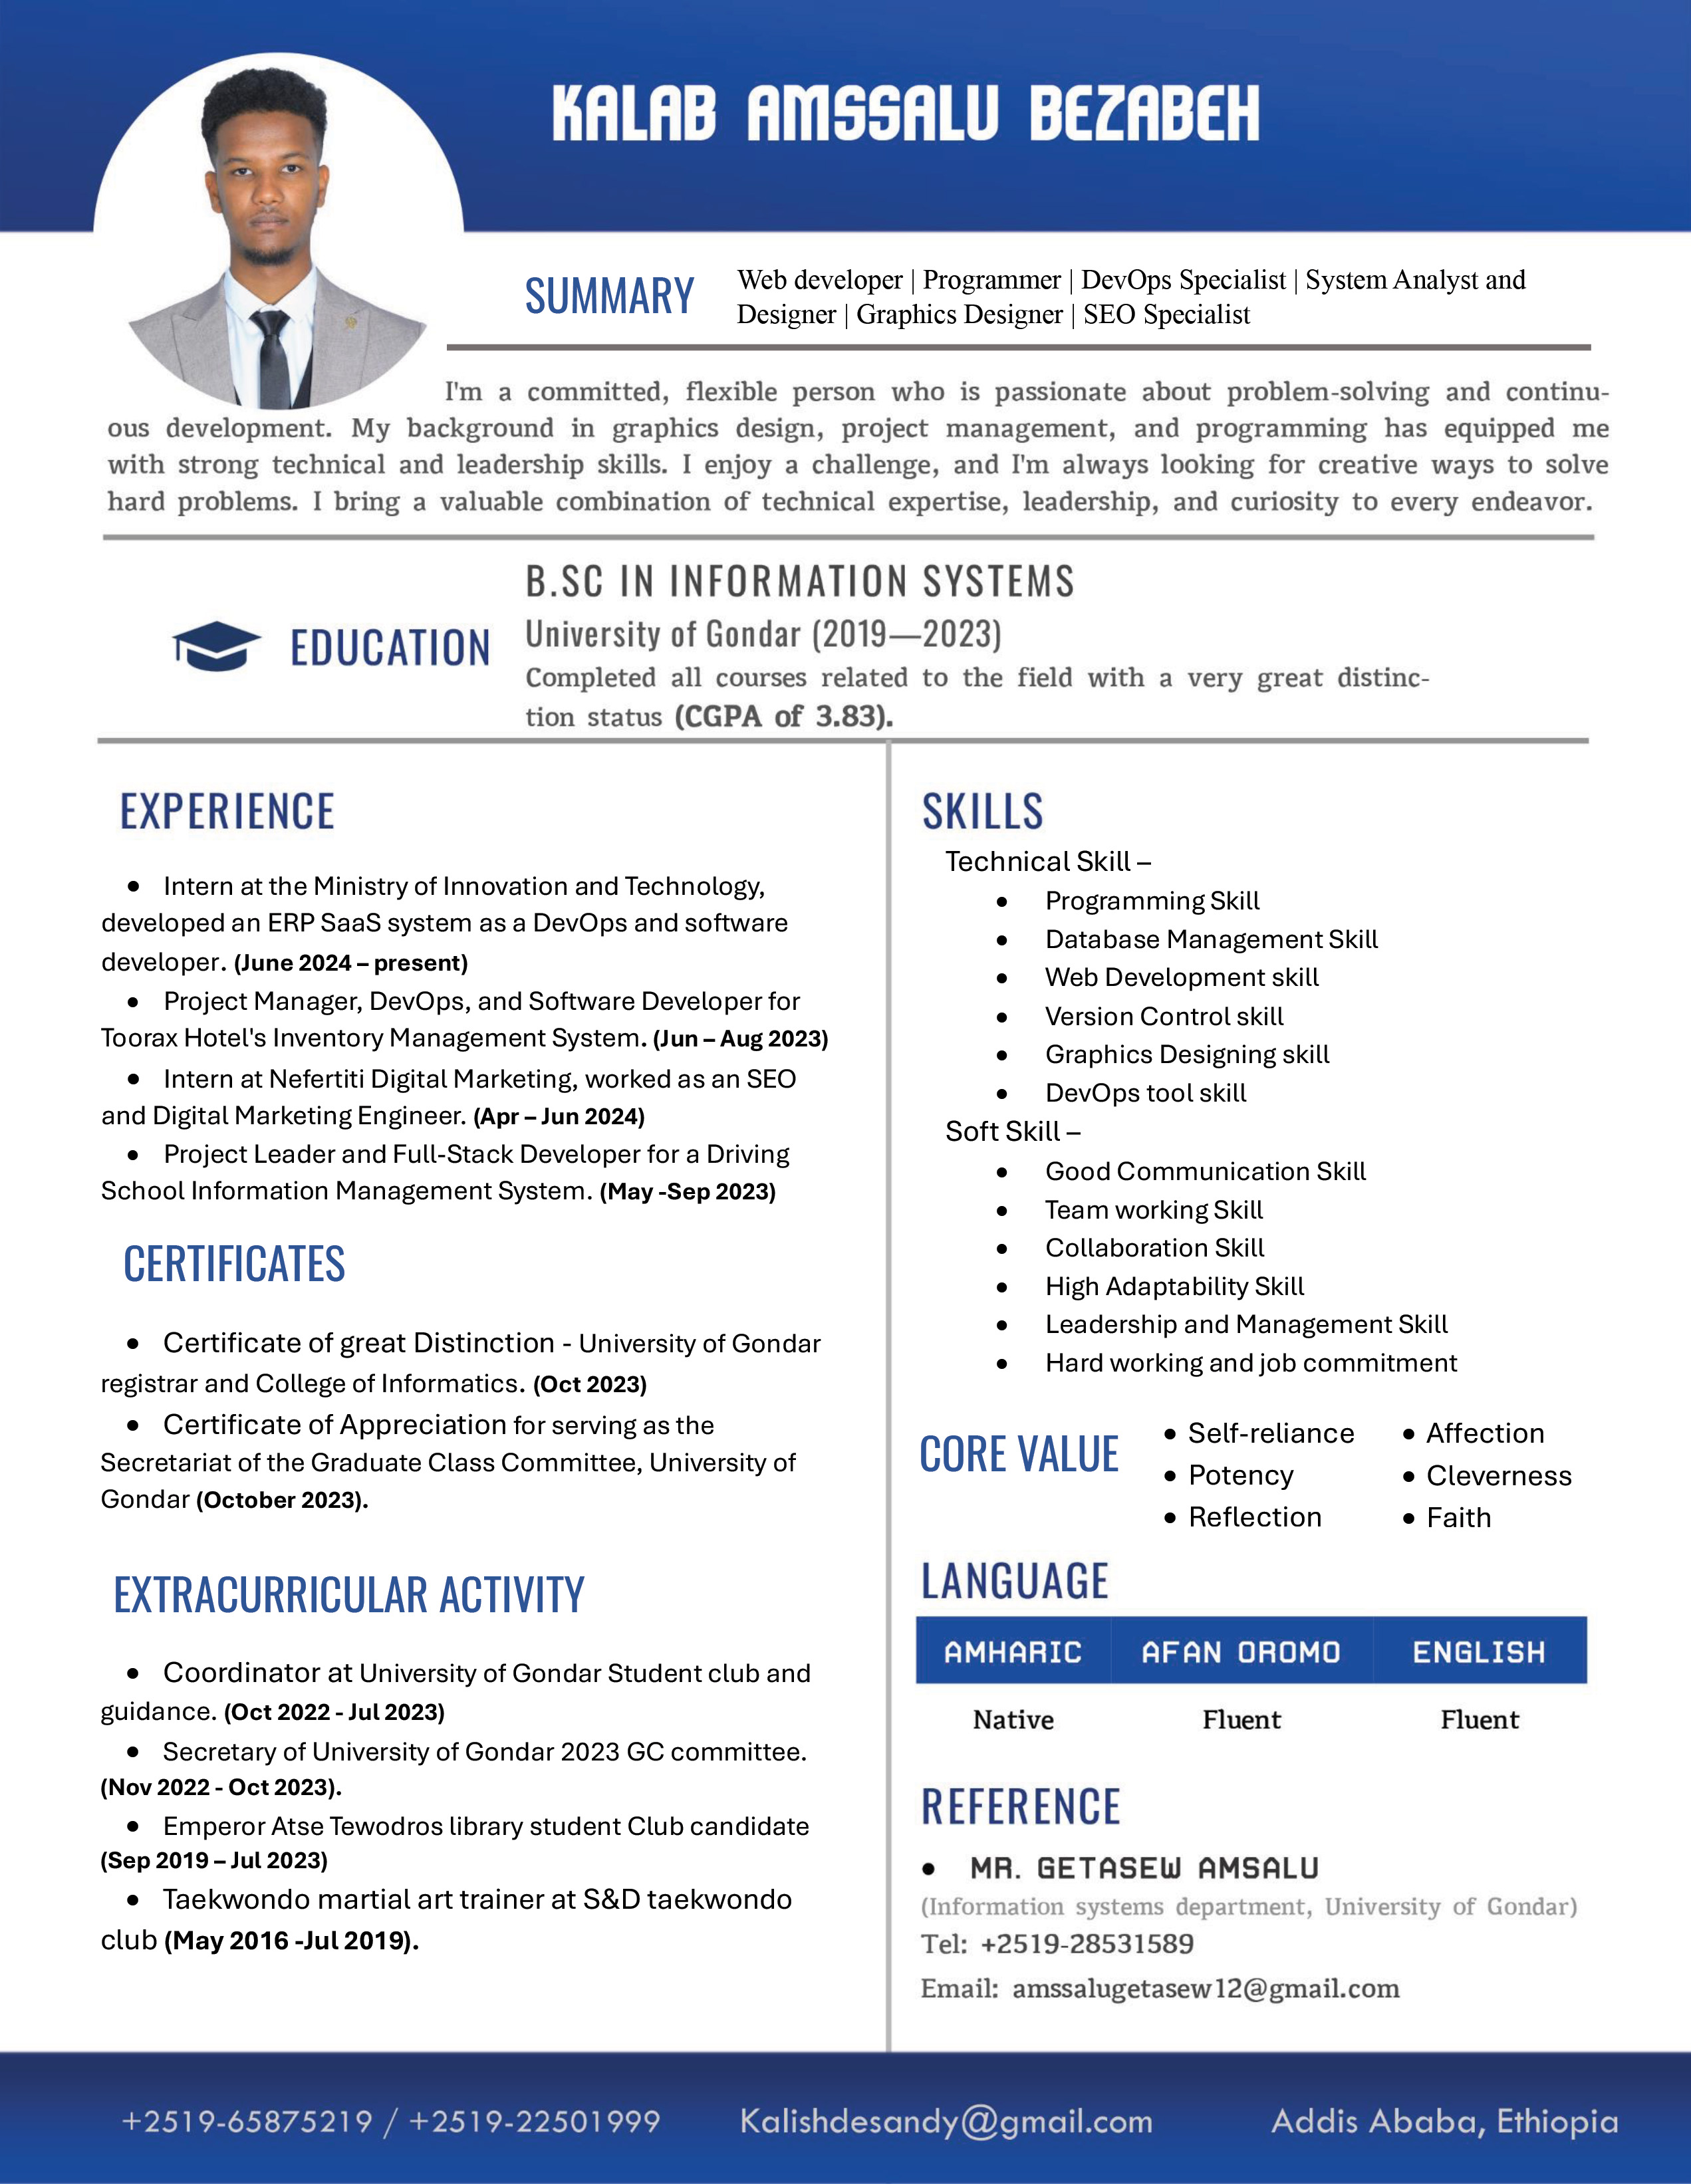 KALAB AMSSALU BEZABEH
SUMMARY
Web developer | Programmer | DevOps Specialist | System Analyst and
Designer | Graphics Designer | SEO Specialist
I'm a committed, flexible person who is passionate about problem-solving and continu-
ous development. My background in graphics design, project management, and programming has equipped me
with strong technical and leadership skills. I enjoy a challenge, and I'm always looking for creative ways to solve
hard problems. I bring a valuable combination of technical expertise, leadership, and curiosity to every endeavor.
EDUCATION
B.SC IN INFORMATION SYSTEMS
University of Gondar (2019—2023)
Completed all courses related to the field with a very great distinc-
tion status (CGPA of 3.83).
EXPERIENCE
• Intern at the Ministry of Innovation and Technology,
developed an ERP SaaS system as a DevOps and software
developer. (June 2024 – present)
• Project Manager, DevOps, and Software Developer for
Toorax Hotel's Inventory Management System. (Jun – Aug 2023)
• Intern at Nefertiti Digital Marketing, worked as an SEO
and Digital Marketing Engineer. (Apr – Jun 2024)
• Project Leader and Full-Stack Developer for a Driving
School Information Management System. (May -Sep 2023)
CERTIFICATES
• Certificate of great Distinction - University of Gondar
registrar and College of Informatics. (Oct 2023)
• Certificate of Appreciation for serving as the
Secretariat of the Graduate Class Committee, University of
Gondar (October 2023).
EXTRACURRICULAR ACTIVITY
• Coordinator at University of Gondar Student club and
guidance. (Oct 2022 - Jul 2023)
• Secretary of University of Gondar 2023 GC committee.
(Nov 2022 - Oct 2023).
• Emperor Atse Tewodros library student Club candidate
(Sep 2019 – Jul 2023)
• Taekwondo martial art trainer at S&D taekwondo
club (May 2016 -Jul 2019).
SKILLS
Technical Skill –
• Programming Skill
• Database Management Skill
• Web Development skill
• Version Control skill
• Graphics Designing skill
• DevOps tool skill
Soft Skill –
• Good Communication Skill
• Team working Skill
• Collaboration Skill
• High Adaptability Skill
• Leadership and Management Skill
• Hard working and job commitment
CORE VALUE
• Self-reliance
• Potency
• Reflection
• Affection
• Cleverness
• Faith
LANGUAGE
AMHARIC AFAN OROMO ENGLISH
Native Fluent Fluent
REFERENCE
• MR. GETASEW AMSALU
(Information systems department, University of Gondar)
Tel: +2519-28531589
Email: amssalugetasew12@gmail.com
+2519-65875219 / +2519-22501999 Kalishdesandy@gmail.com Addis Ababa, Ethiopia